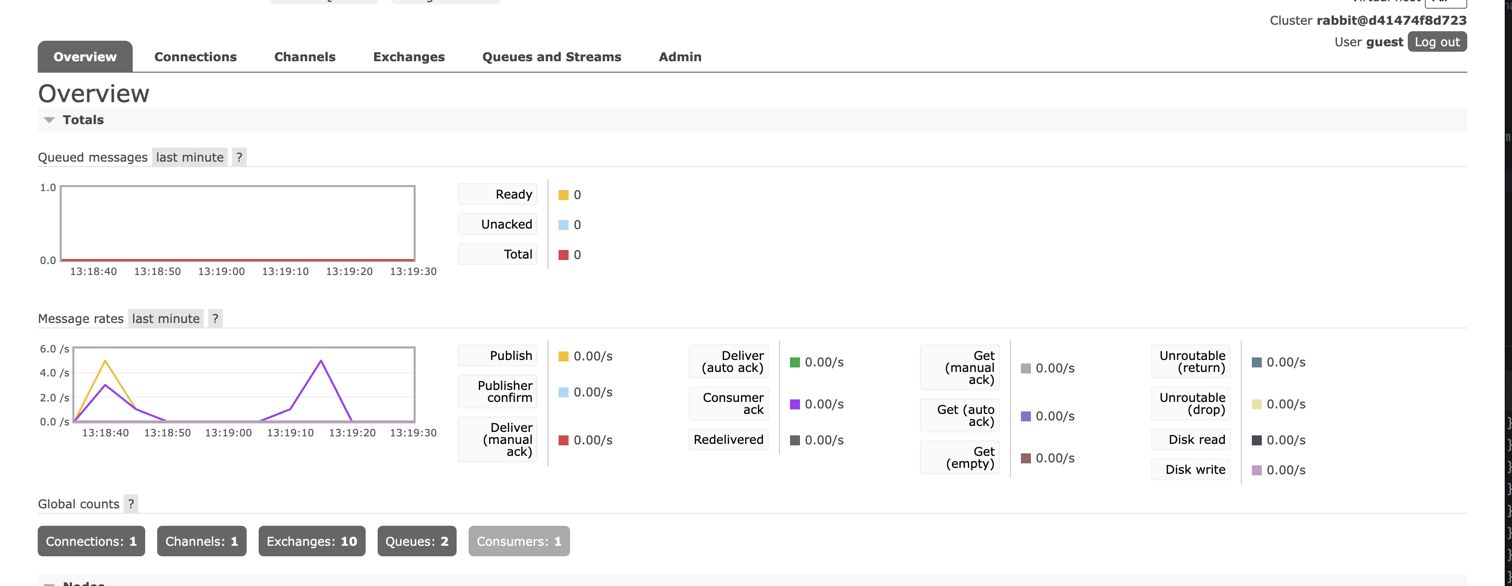 Cluster rabbit@d41474f8d723
User guest Log out
Overview Connections Channels Exchanges Queues and Streams Admin
Overview
Totals
Queued messages last minute ?
1.0
0.0
13:18:40 13:18:50 13:19:00 13:19:10 13:19:20 13:19:30
Ready 0
Unacked 0
Total 0
Message rates last minute ?
6.0 /s
4.0 /s
2.0 /s
0.0 /s
13:18:40 13:18:50 13:19:00 13:19:10 13:19:20 13:19:30
Publish 0.00/s
Publisher
confirm 0.00/s
Deliver
(manual
ack) 0.00/s
Deliver
(auto ack) 0.00/s
Consumer
ack 0.00/s
Redelivered 0.00/s
Get
(manual
ack) 0.00/s
Get (auto
ack) 0.00/s
Get
(empty) 0.00/s
Unroutable
(return) 0.00/s
Unroutable
(drop) 0.00/s
Disk read 0.00/s
Disk write 0.00/s
Global counts ?
Connections: 1 Channels: 1 Exchanges: 10 Queues: 2 Consumers: 1
Nodes